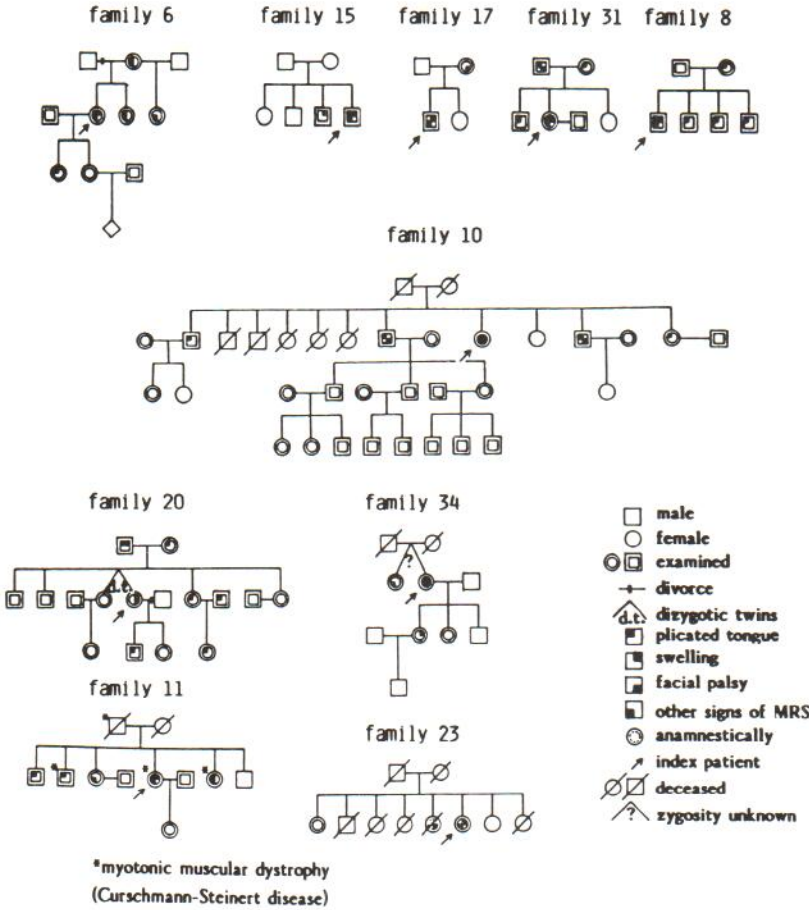 family 6
family 15
family 17
family 31
family 8
family 10
family 20
d.t.
family 34
?
male
female
examined
divorce
d.t. dizygotic twins
plicated tongue
swelling
facial palsy
other signs of MRS
anamnestically
index patient
deceased
? zygosity unknown
family 11
*
*
*
*
family 23
*myotonic muscular dystrophy
(Curschmann-Steinert disease)